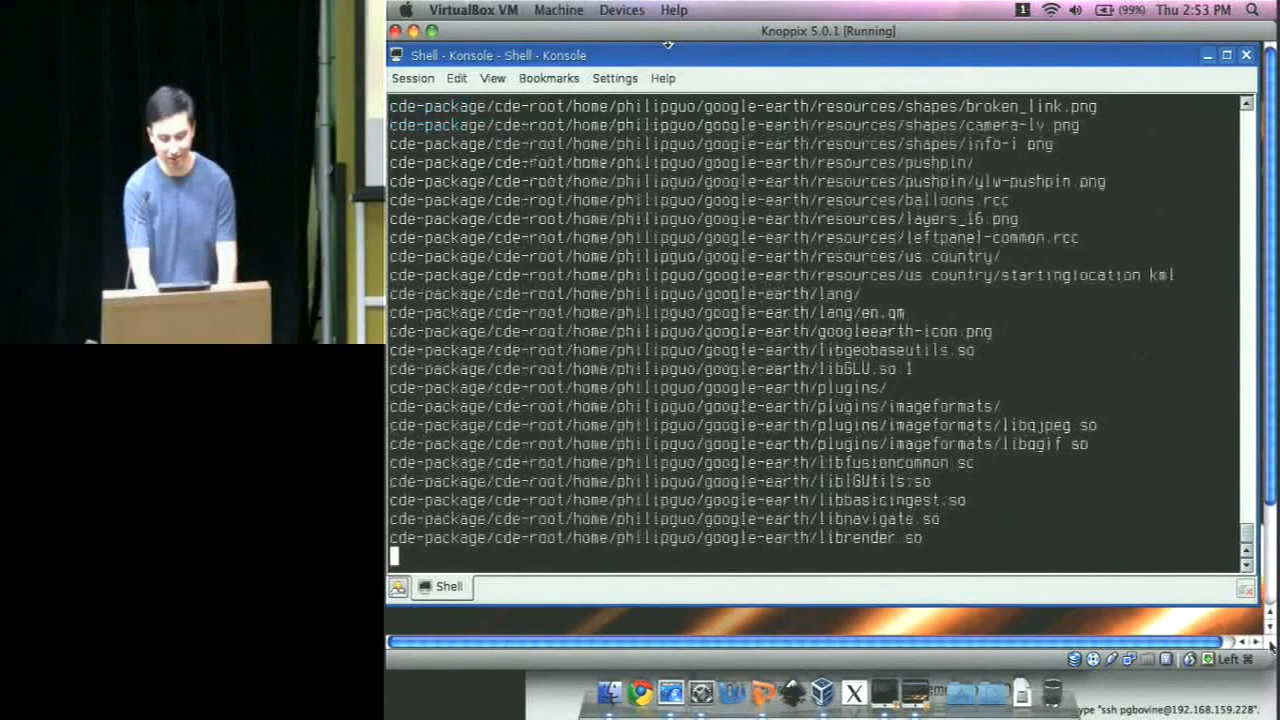 VirtualBox VM Machine Devices Help 1 (99%) Thu 2:53 PM
Knoppix 5.0.1 [Running]
Shell - Konsole - Shell - Konsole
Session Edit View Bookmarks Settings Help
cde-package/cde-root/home/philipguo/google-earth/resources/shapes/broken_link.png
cde-package/cde-root/home/philipguo/google-earth/resources/shapes/camera-lv.png
cde-package/cde-root/home/philipguo/google-earth/resources/shapes/info-i.png
cde-package/cde-root/home/philipguo/google-earth/resources/pushpin/
cde-package/cde-root/home/philipguo/google-earth/resources/pushpin/ylw-pushpin.png
cde-package/cde-root/home/philipguo/google-earth/resources/balloons.rcc
cde-package/cde-root/home/philipguo/google-earth/resources/layers_16.png
cde-package/cde-root/home/philipguo/google-earth/resources/leftpanel-common.rcc
cde-package/cde-root/home/philipguo/google-earth/resources/us_country/
cde-package/cde-root/home/philipguo/google-earth/resources/us_country/startinglocation.kml
cde-package/cde-root/home/philipguo/google-earth/lang/
cde-package/cde-root/home/philipguo/google-earth/lang/en.qm
cde-package/cde-root/home/philipguo/google-earth/googleearth-icon.png
cde-package/cde-root/home/philipguo/google-earth/libgeobaseutils.so
cde-package/cde-root/home/philipguo/google-earth/libGLU.so.1
cde-package/cde-root/home/philipguo/google-earth/plugins/
cde-package/cde-root/home/philipguo/google-earth/plugins/imageformats/
cde-package/cde-root/home/philipguo/google-earth/plugins/imageformats/libqjpeg.so
cde-package/cde-root/home/philipguo/google-earth/plugins/imageformats/libqgif.so
cde-package/cde-root/home/philipguo/google-earth/libfusioncommon.so
cde-package/cde-root/home/philipguo/google-earth/libIGUtils.so
cde-package/cde-root/home/philipguo/google-earth/libbasicingest.so
cde-package/cde-root/home/philipguo/google-earth/libnavigate.so
cde-package/cde-root/home/philipguo/google-earth/librender.so
Shell
Left ⌘
ype "ssh pgbovine@192.168.159.228".